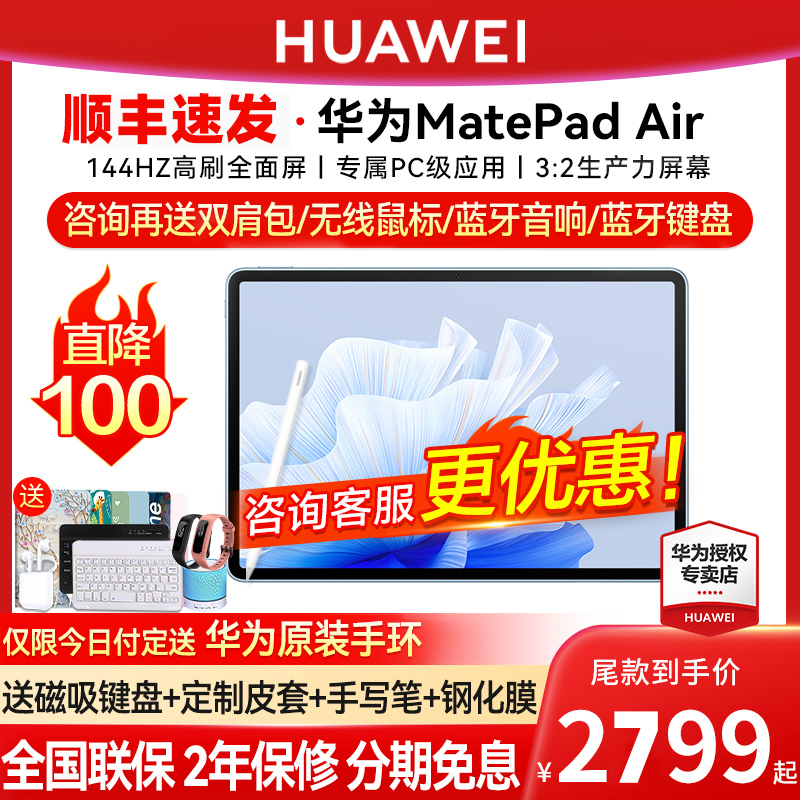 HUAWEI
顺丰速发·华为MatePad Air
144HZ高刷全面屏丨专属PC级应用丨3:2生产力屏幕
咨询再送双肩包/无线鼠标/蓝牙音响/蓝牙键盘
直降
100
咨询客服更优惠!
送
华为授权
专卖店
HUAWEI
仅限今日付定送 华为原装手环
送磁吸键盘+定制皮套+手写笔+钢化膜
全国联保 2年保修 分期免息
尾款到手价
¥2799起